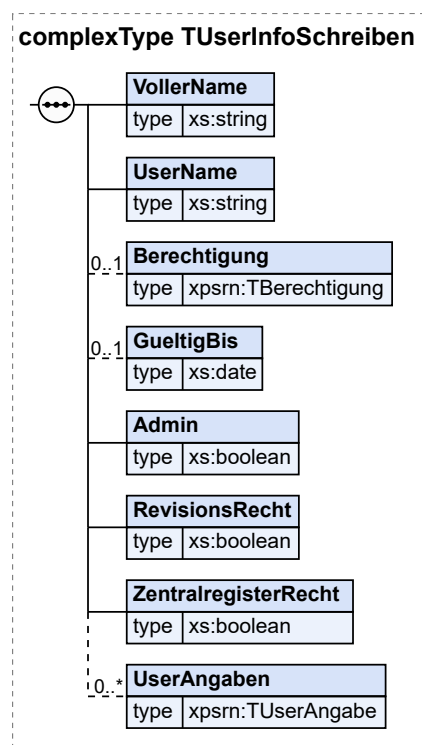 complexType TUserInfoSchreiben
VollerName
type xs:string
UserName
type xs:string
0..1 Berechtigung
type xpsrn:TBerechtigung
0..1 GueltigBis
type xs:date
Admin
type xs:boolean
RevisionsRecht
type xs:boolean
ZentralregisterRecht
type xs:boolean
0..* UserAngaben
type xpsrn:TUserAngabe